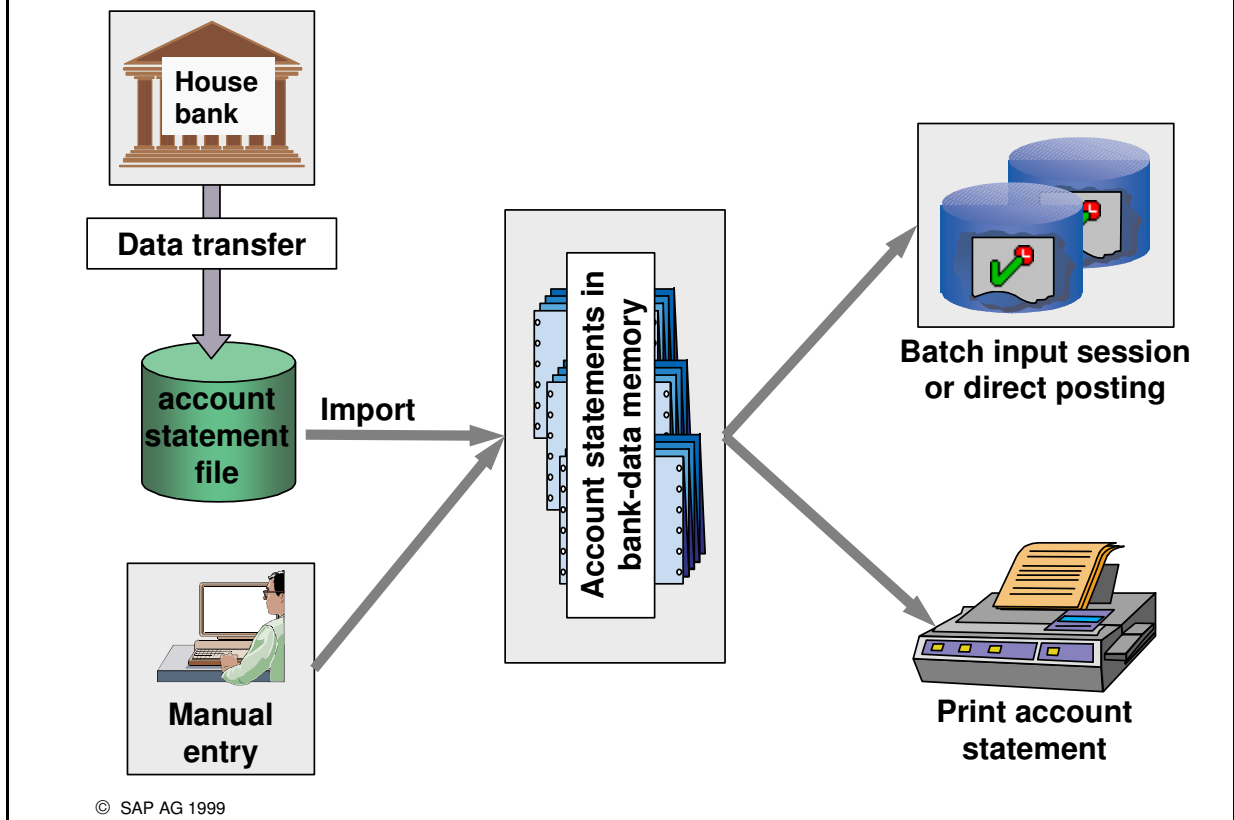 House
bank
Data transfer
account
statement
file
Import
Manual
entry
Account statements in
bank-data memory
Batch input session
or direct posting
Print account
statement
© SAP AG 1999